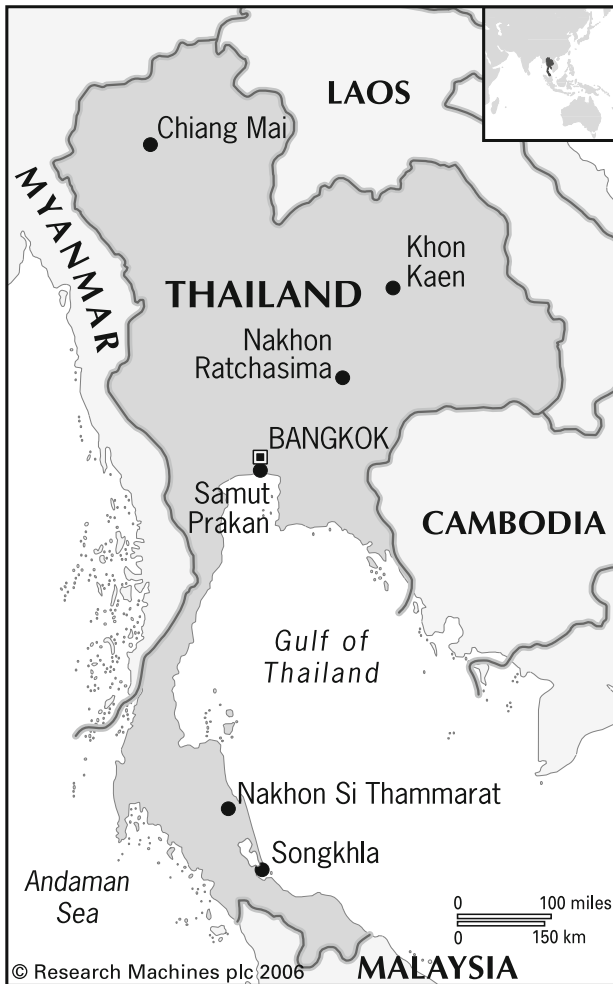 LAOS
Chiang Mai
MYANMAR
Khon
Kaen
THAILAND
Nakhon
Ratchasima
BANGKOK
Samut
Prakan
CAMBODIA
Gulf of
Thailand
Nakhon Si Thammarat
Songkhla
Andaman
Sea
0 100 miles
0 150 km
© Research Machines plc 2006
MALAYSIA